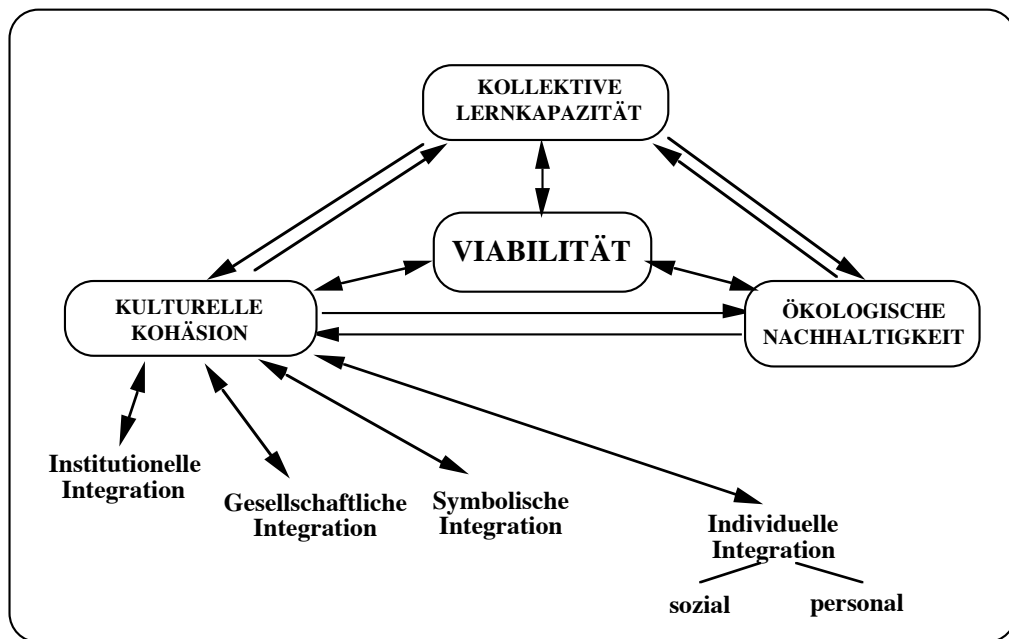 KOLLEKTIVE
LERNKAPAZITÄT
VIABILITÄT
KULTURELLE
KOHÄSION
ÖKOLOGISCHE
NACHHALTIGKEIT
Institutionelle
Integration
Gesellschaftliche
Integration
Symbolische
Integration
Individuelle
Integration
sozial
personal